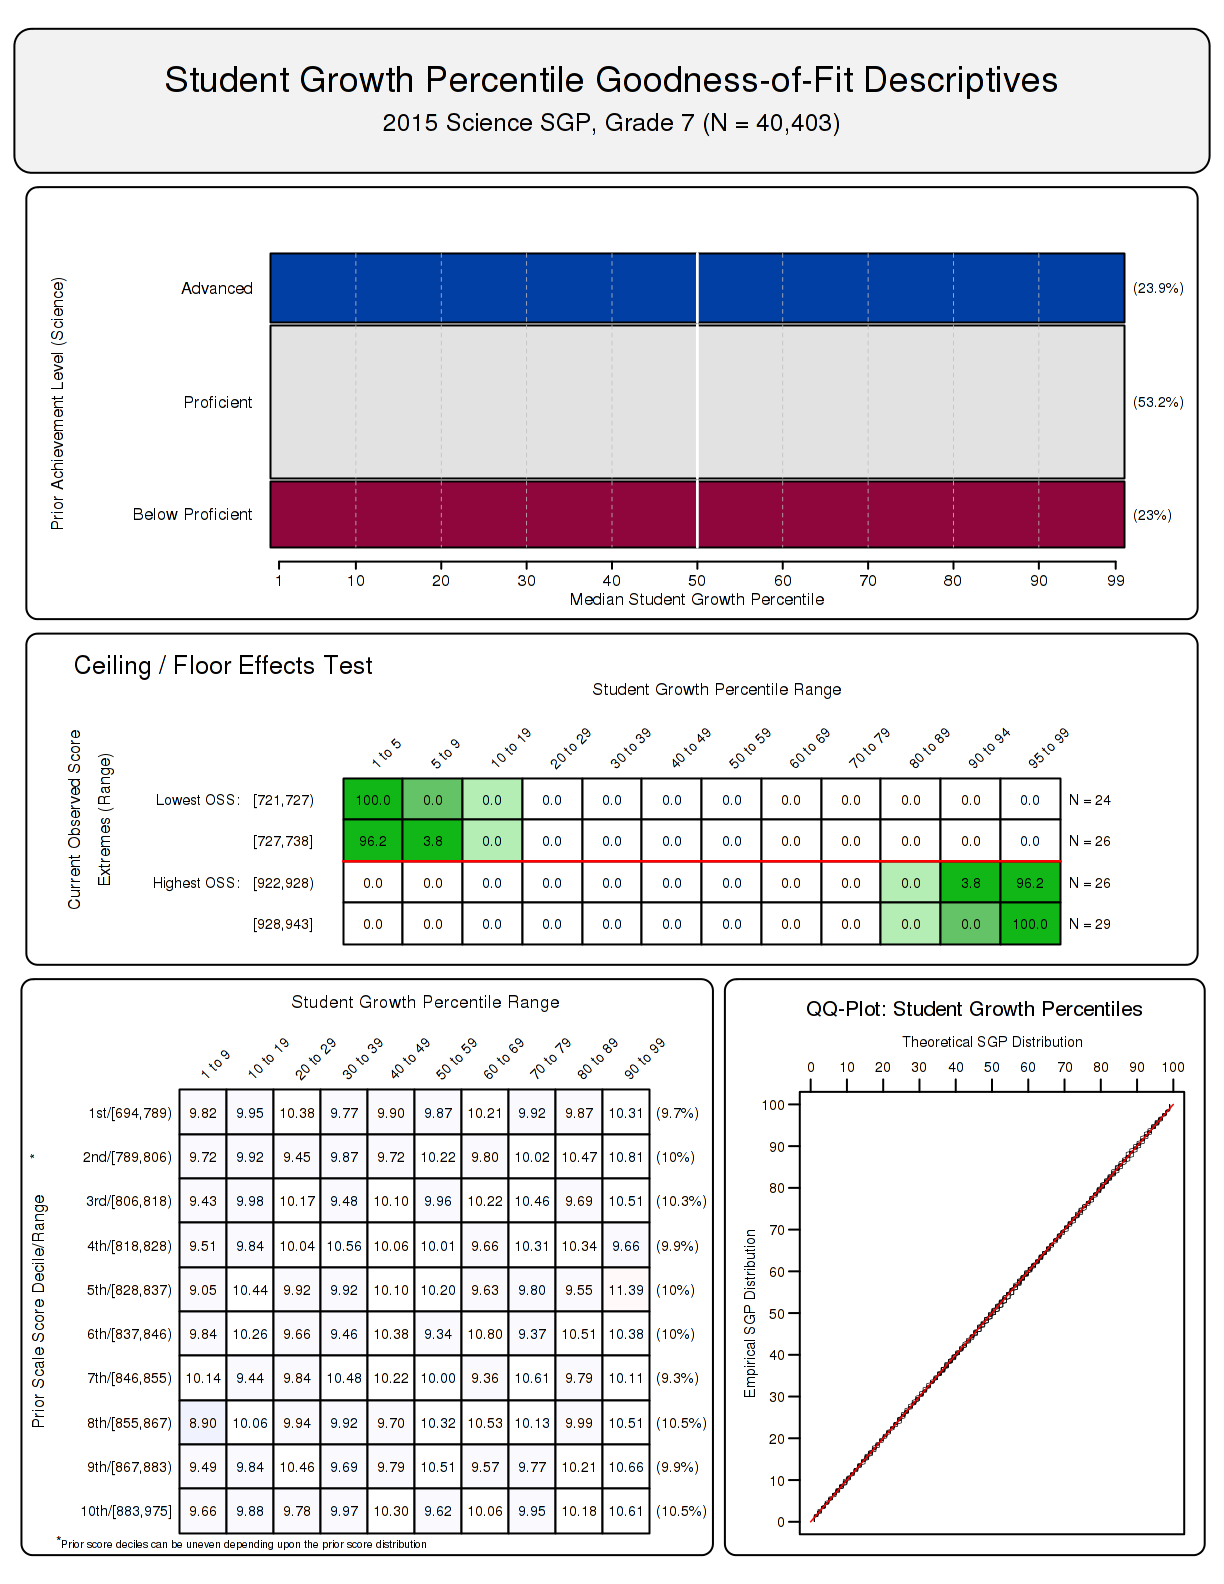 Student Growth Percentile Goodness-of-Fit Descriptives
2015 Science SGP, Grade 7 (N = 40,403)
Prior Achievement Level (Science)
Advanced (23.9%)
Proficient (53.2%)
Below Proficient (23%)
1 10 20 30 40 50 60 70 80 90 99
Median Student Growth Percentile
Ceiling / Floor Effects Test
Student Growth Percentile Range
Current Observed Score
Extremes (Range)
1 to 5 5 to 9 10 to 19 20 to 29 30 to 39 40 to 49 50 to 59 60 to 69 70 to 79 80 to 89 90 to 94 95 to 99
Lowest OSS: [721,727) 100.0 0.0 0.0 0.0 0.0 0.0 0.0 0.0 0.0 0.0 0.0 0.0 N = 24
[727,738] 96.2 3.8 0.0 0.0 0.0 0.0 0.0 0.0 0.0 0.0 0.0 0.0 N = 26
Highest OSS: [922,928) 0.0 0.0 0.0 0.0 0.0 0.0 0.0 0.0 0.0 0.0 3.8 96.2 N = 26
[928,943] 0.0 0.0 0.0 0.0 0.0 0.0 0.0 0.0 0.0 0.0 0.0 100.0 N = 29
Student Growth Percentile Range
Prior Scale Score Decile/Range *
1 to 9 10 to 19 20 to 29 30 to 39 40 to 49 50 to 59 60 to 69 70 to 79 80 to 89 90 to 99
1st/[694,789) 9.82 9.95 10.38 9.77 9.90 9.87 10.21 9.92 9.87 10.31 (9.7%)
2nd/[789,806) 9.72 9.92 9.45 9.87 9.72 10.22 9.80 10.02 10.47 10.81 (10%)
3rd/[806,818) 9.43 9.98 10.17 9.48 10.10 9.96 10.22 10.46 9.69 10.51 (10.3%)
4th/[818,828) 9.51 9.84 10.04 10.56 10.06 10.01 9.66 10.31 10.34 9.66 (9.9%)
5th/[828,837) 9.05 10.44 9.92 9.92 10.10 10.20 9.63 9.80 9.55 11.39 (10%)
6th/[837,846) 9.84 10.26 9.66 9.46 10.38 9.34 10.80 9.37 10.51 10.38 (10%)
7th/[846,855) 10.14 9.44 9.84 10.48 10.22 10.00 9.36 10.61 9.79 10.11 (9.3%)
8th/[855,867) 8.90 10.06 9.94 9.92 9.70 10.32 10.53 10.13 9.99 10.51 (10.5%)
9th/[867,883) 9.49 9.84 10.46 9.69 9.79 10.51 9.57 9.77 10.21 10.66 (9.9%)
10th/[883,975] 9.66 9.88 9.78 9.97 10.30 9.62 10.06 9.95 10.18 10.61 (10.5%)
*Prior score deciles can be uneven depending upon the prior score distribution
QQ-Plot: Student Growth Percentiles
Theoretical SGP Distribution
0 10 20 30 40 50 60 70 80 90 100
Empirical SGP Distribution
100
90
80
70
60
50
40
30
20
10
0